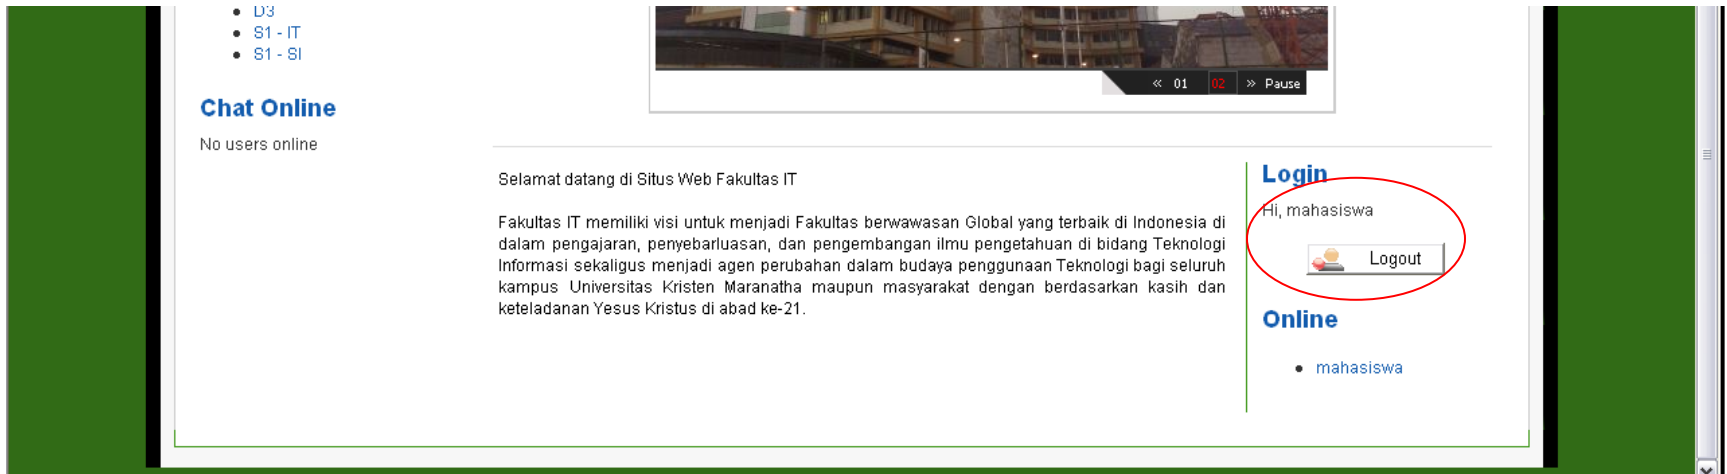 D3
S1 - IT
S1 - SI
Chat Online
No users online
« 01 02 » Pause
Selamat datang di Situs Web Fakultas IT
Fakultas IT memiliki visi untuk menjadi Fakultas berwawasan Global yang terbaik di Indonesia di
dalam pengajaran, penyebarluasan, dan pengembangan ilmu pengetahuan di bidang Teknologi
Informasi sekaligus menjadi agen perubahan dalam budaya penggunaan Teknologi bagi seluruh
kampus Universitas Kristen Maranatha maupun masyarakat dengan berdasarkan kasih dan
keteladanan Yesus Kristus di abad ke-21.
Login
Hi, mahasiswa
Logout
Online
mahasiswa